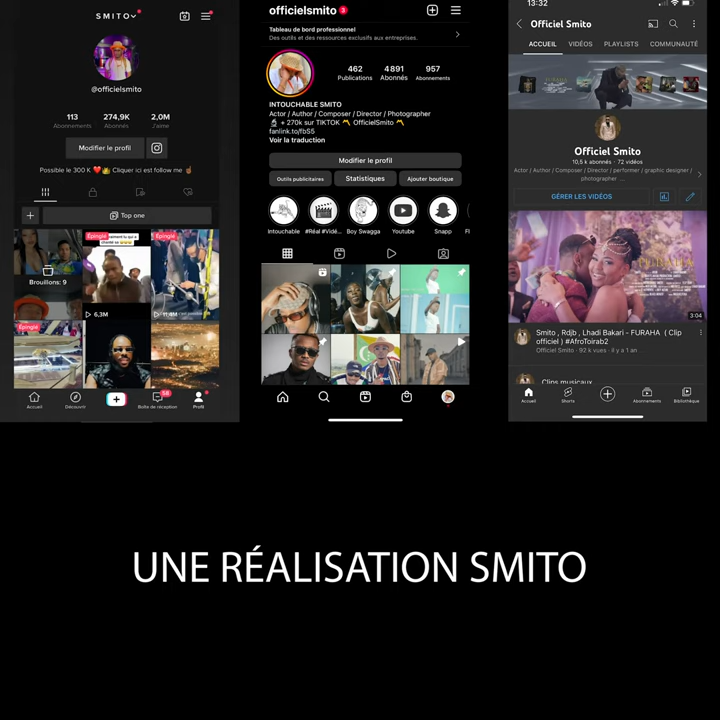 SMITO
@officielsmito
113
274,9K
2,0M
Abonnements
Abonnés
J'aime
Modifier le profil
Possible le 300 K ❤️ Cliquer ici est follow me
Top one
Brouillons: 9
Épinglé
Épinglé
6,3M
Épinglé
Accueil
Découvrir
58
Boîte de réception
Profil
officielsmito 3
Tableau de bord professionnel
Des outils et des ressources exclusifs aux entreprises.
462
4 891
957
Publications
Abonnés
Abonnements
INTOUCHABLE SMITO
Actor / Author / Composer / Director / Photographer
+ 270k sur TIKTOK OfficielSmito
fanlink.to/fbS5
Voir la traduction
Modifier le profil
Outils publicitaires
Statistiques
Ajouter boutique
Intouchable
#Réal #Vidé...
Boy Swagga
Youtube
Snapp
13:32
Officiel Smito
ACCUEIL
VIDÉOS
PLAYLISTS
COMMUNAUTÉ
Officiel Smito
10,5 k abonnés · 72 vidéos
Actor / Author / Composer / Director / performer / graphic designer /
photographer ...
GÉRER LES VIDÉOS
3:04
Smito , Rdjb , Lhadi Bakari - FURAHA ( Clip
officiel ) #AfroToirab2
Officiel Smito · 92 k vues · il y a 1 an
Clips musicaux
Accueil
Shorts
Abonnements
Bibliothèque
UNE RÉALISATION SMITO